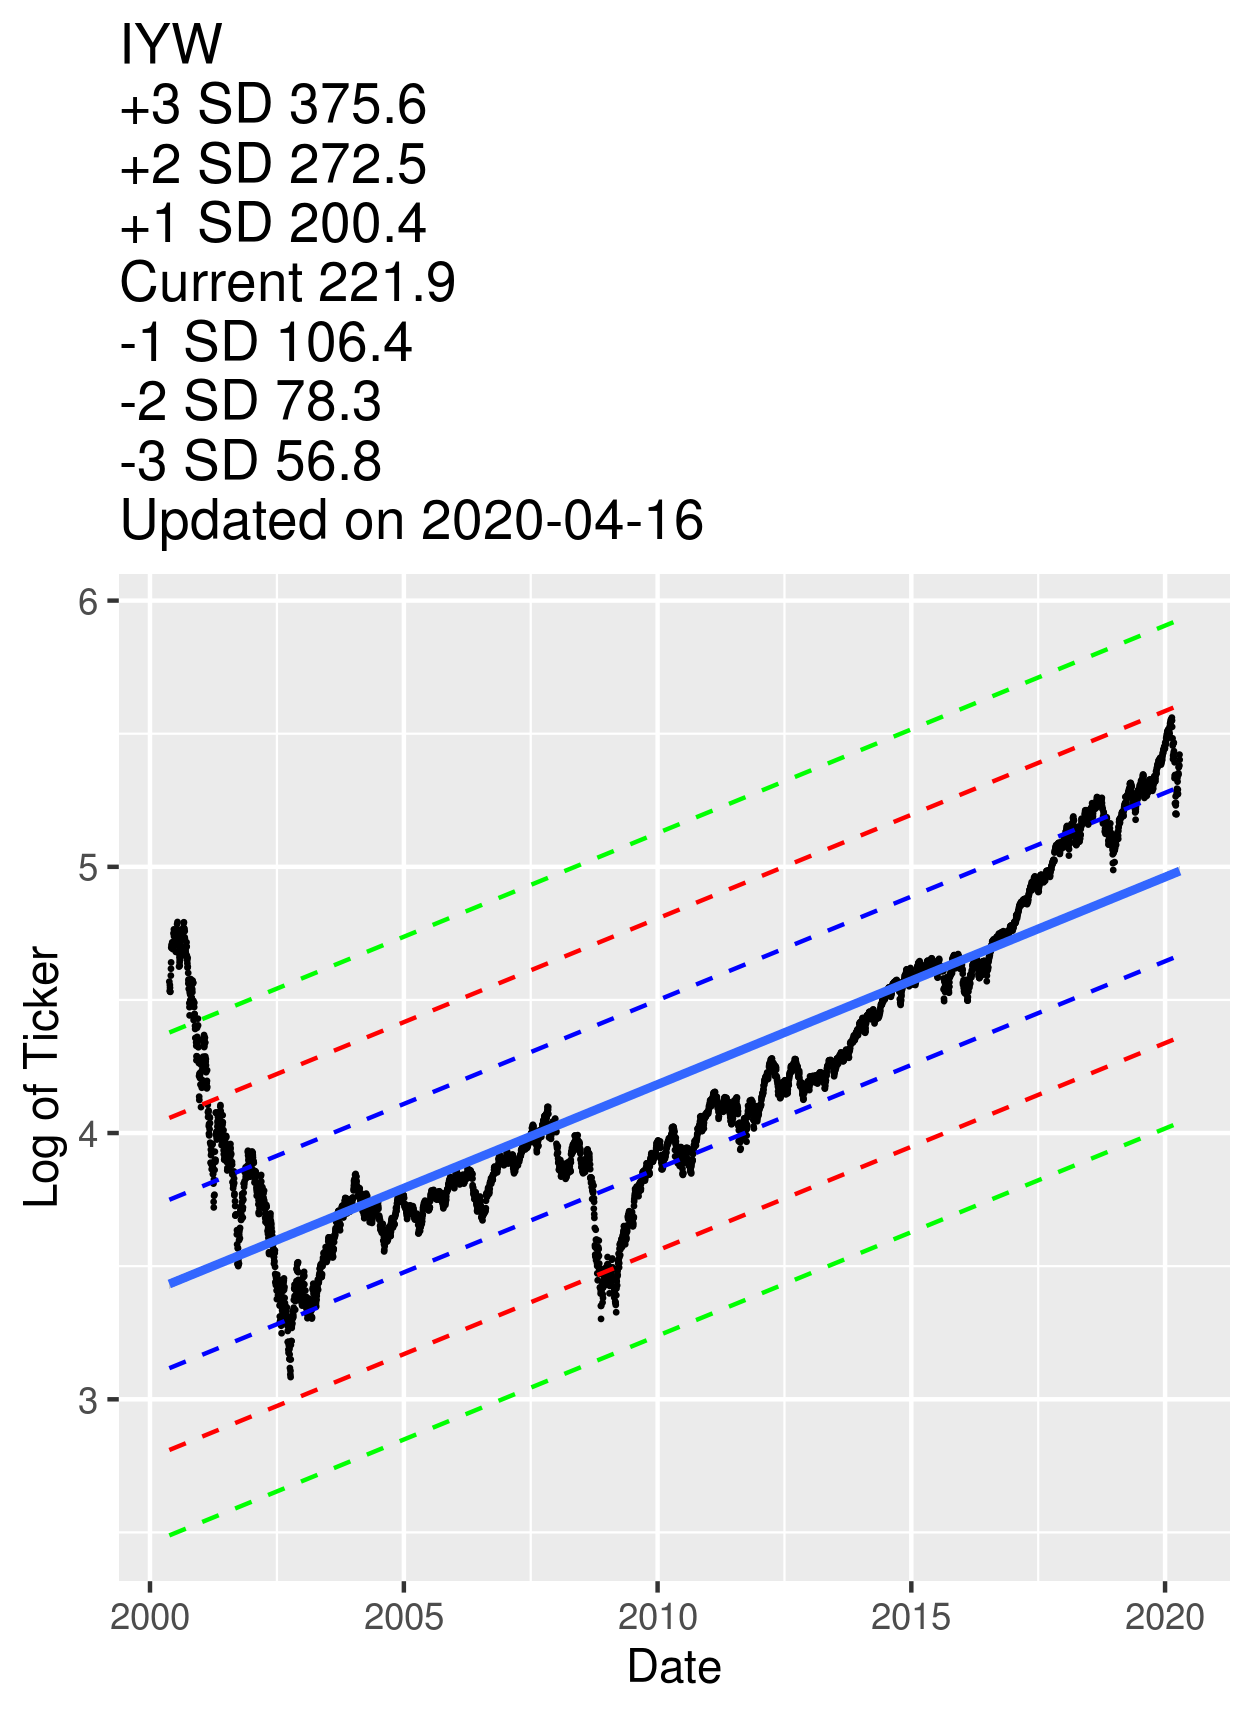 IYW
+3 SD 375.6
+2 SD 272.5
+1 SD 200.4
Current 221.9
-1 SD 106.4
-2 SD 78.3
-3 SD 56.8
Updated on 2020-04-16
6
5
4
3
Log of Ticker
2000 2005 2010 2015 2020
Date